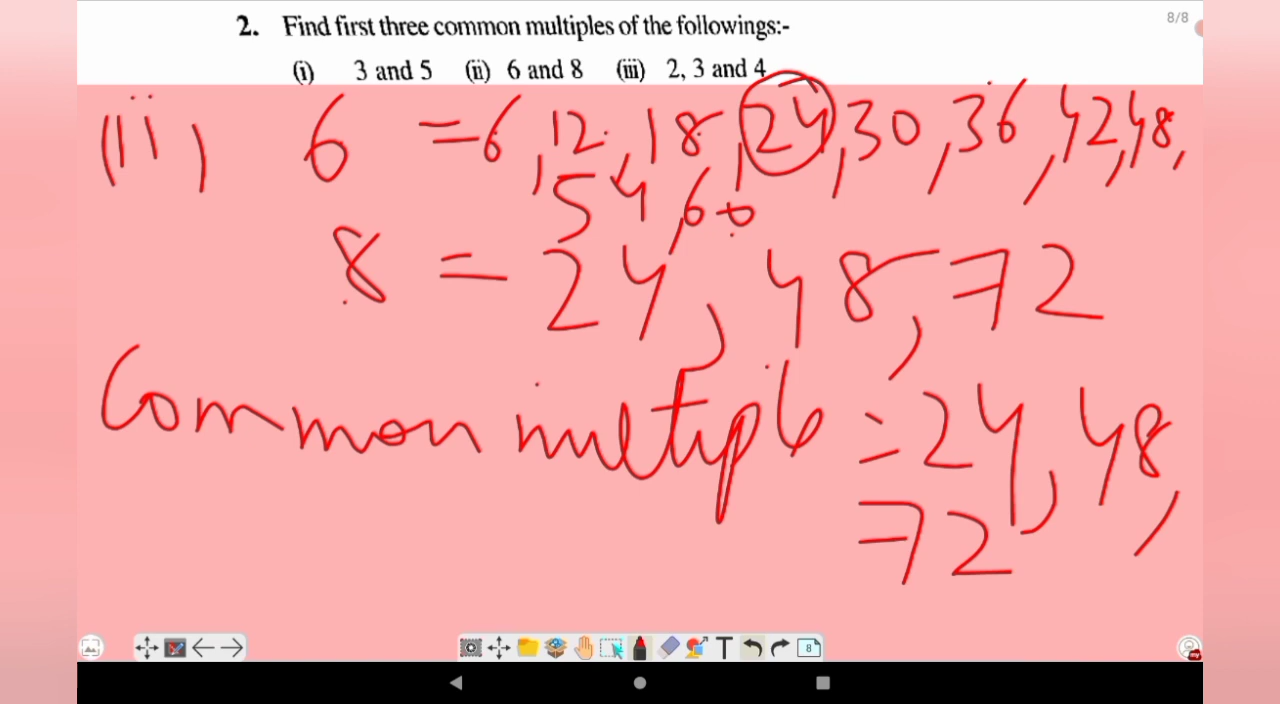 8/8
2. Find first three common multiples of the followings:-
(i) 3 and 5 (ii) 6 and 8 (iii) 2, 3 and 4
(ii) 6 = 6, 12, 18, 24, 30, 36, 42, 48,
54, 60
8 = 24, 48, 72
Common multiple = 24, 48,
72
T 8